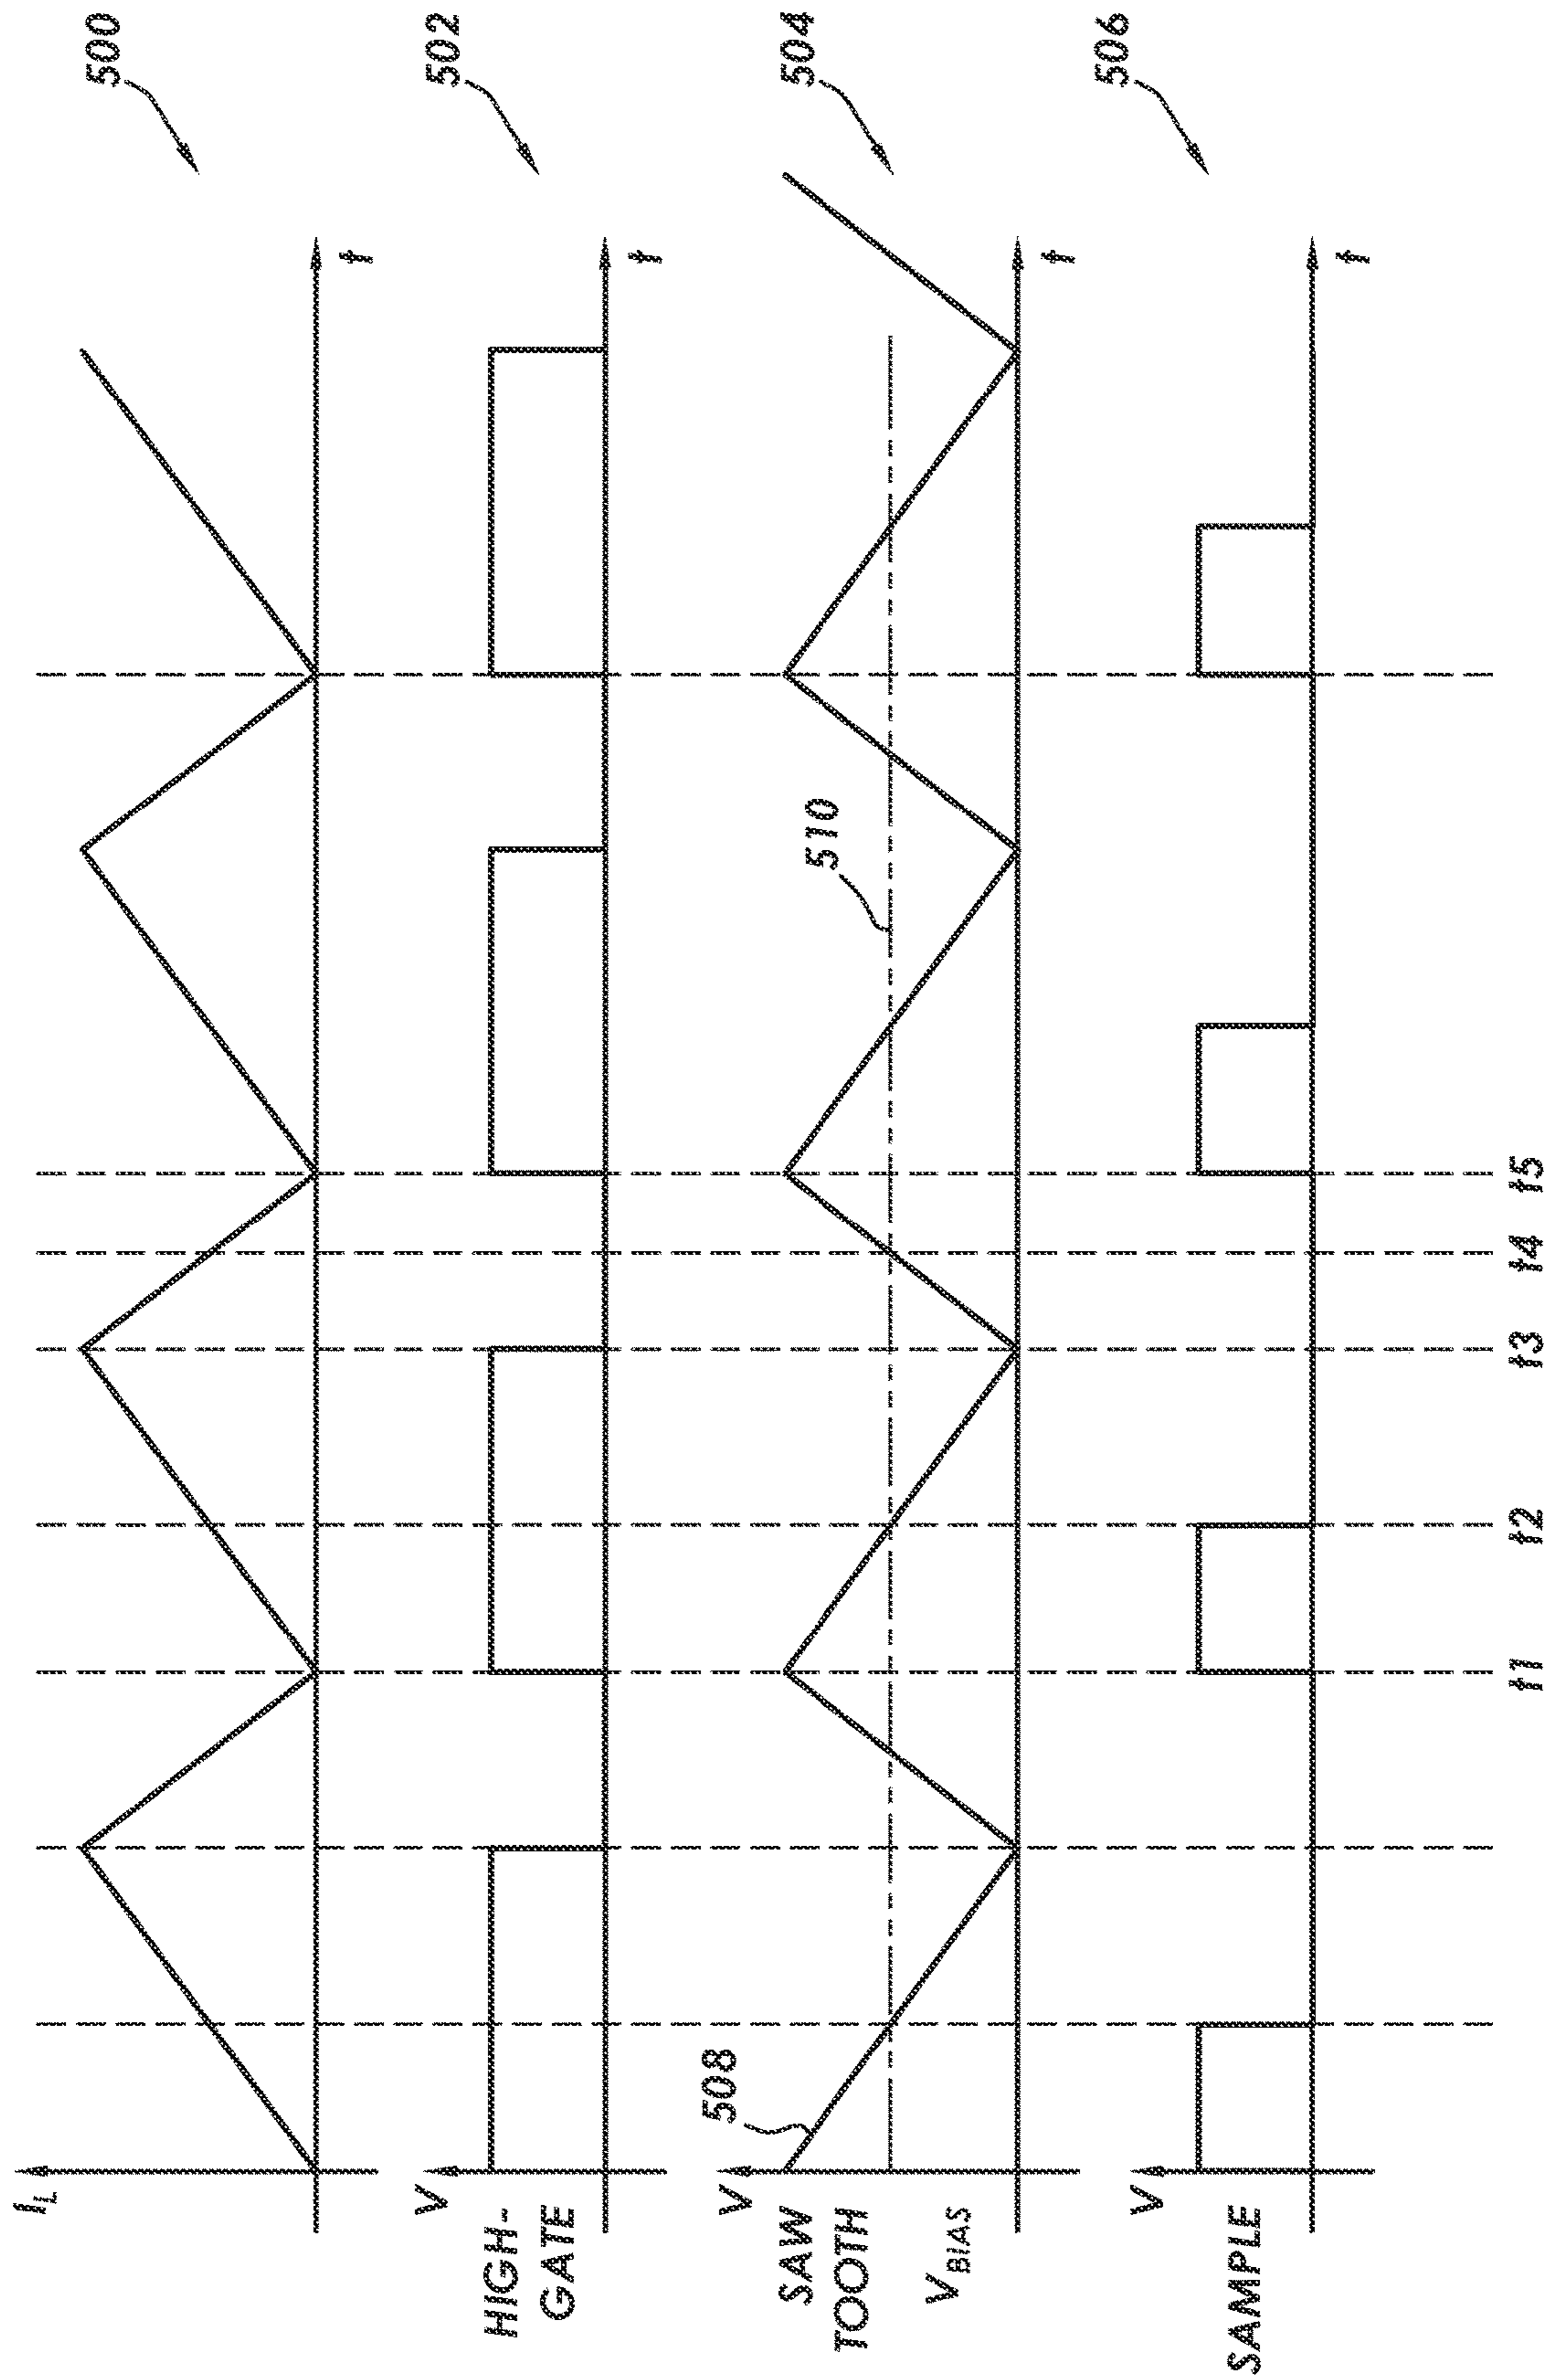 500
I_L
t
502
V
HIGH-
GATE
t
504
V
SAW
TOOTH
V_BIAS
508
510
t
506
V
SAMPLE
t
t1 t2 t3 t4 t5